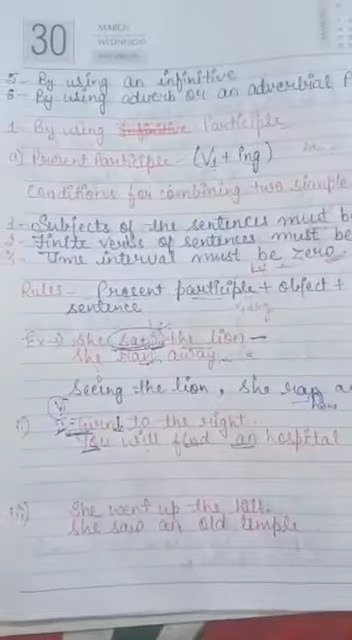 30
MARCH
WEDNESDAY
5 - By using an infinitive
6 - By using adverb or an adverbial P
1 - By using Participle
a) Present Participle - (V1 + ing)
Conditions for combining two simple
1 - Subjects of the sentences must be
2 - Finite verbs of sentences must be
3 - Time interval must be zero
Rules - Present participle + object +
sentence
Ex -> She saw the lion -
She ran away
Seeing the lion, she ran
Turn to the right.
You will find an hospital
She went up the hill.
She saw an old temple